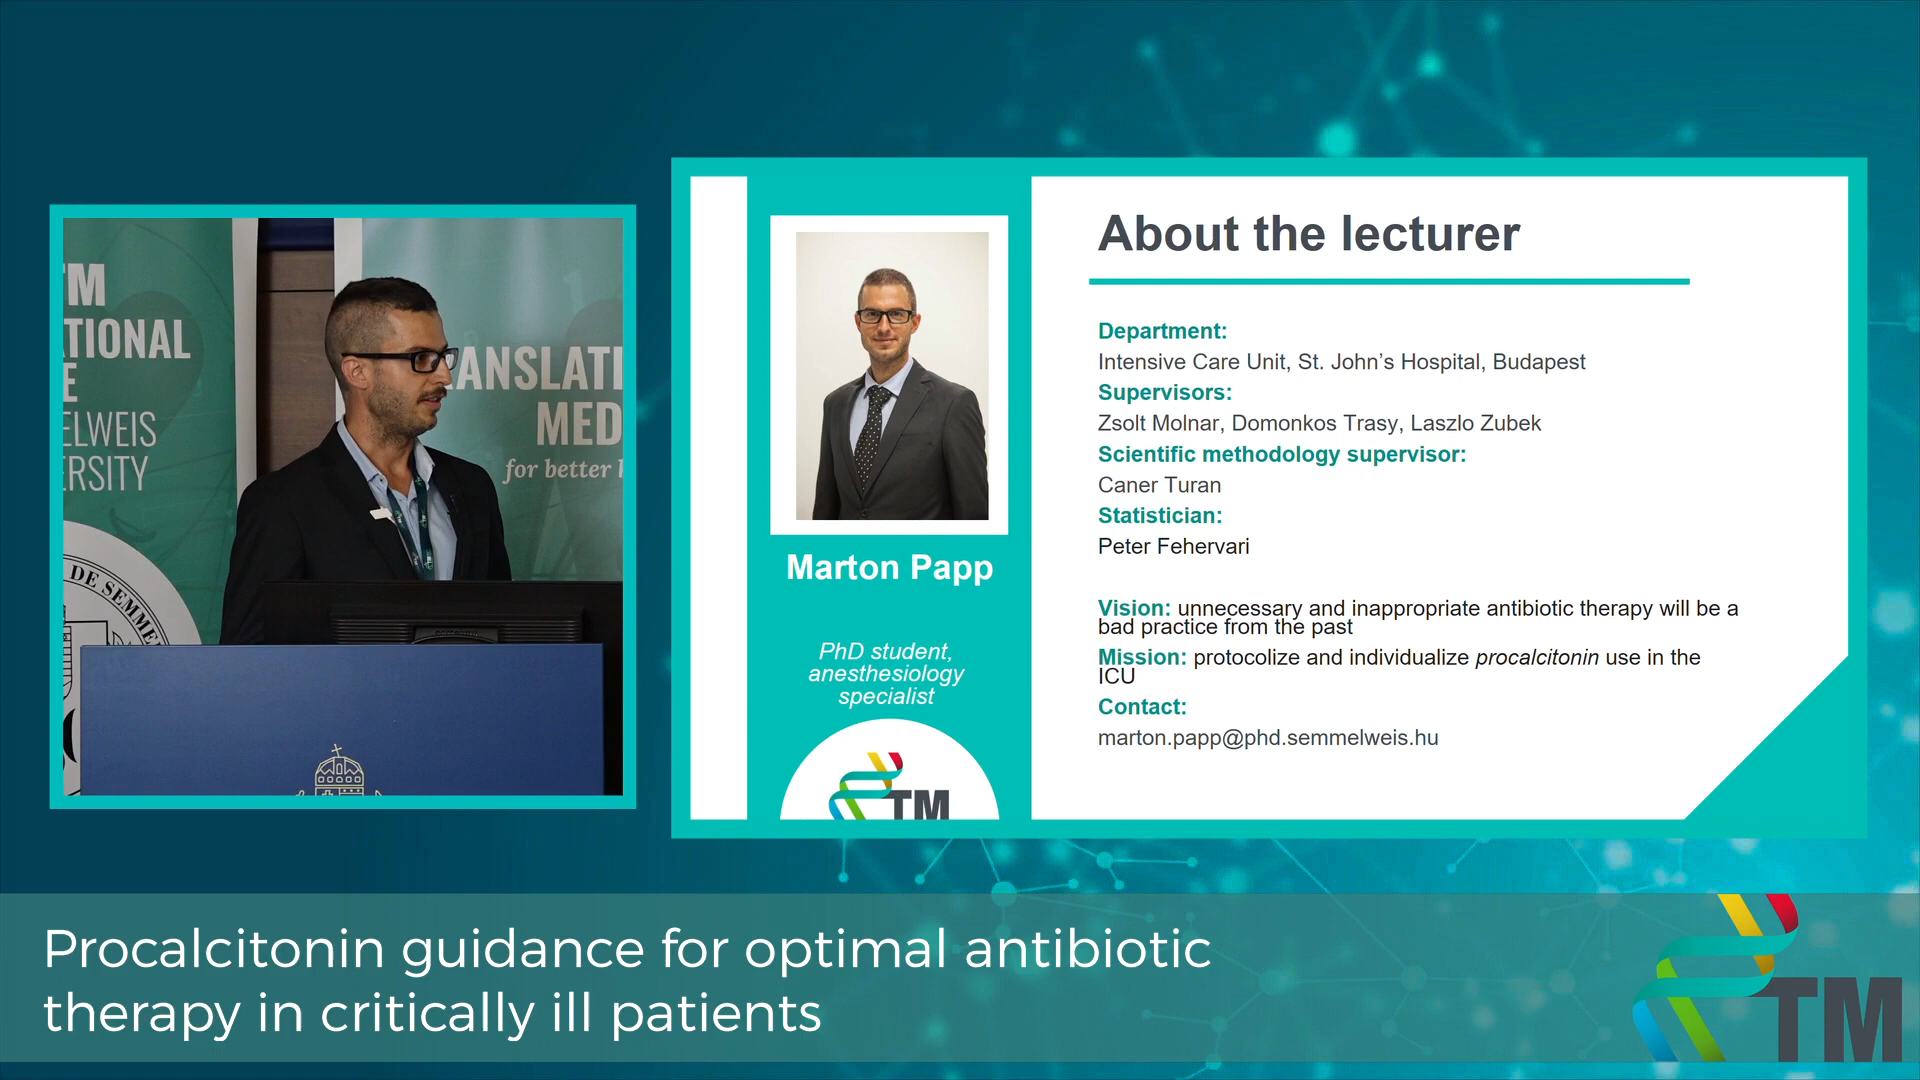 TM
TIONAL
E
ELWEIS
ERSITY
DE SEMME
ANSLATI
MED
for better
About the lecturer
Department:
Intensive Care Unit, St. John’s Hospital, Budapest
Supervisors:
Zsolt Molnar, Domonkos Trasy, Laszlo Zubek
Scientific methodology supervisor:
Caner Turan
Statistician:
Peter Fehervari
Vision: unnecessary and inappropriate antibiotic therapy will be a
bad practice from the past
Mission: protocolize and individualize procalcitonin use in the
ICU
Contact:
marton.papp@phd.semmelweis.hu
Marton Papp
PhD student,
anesthesiology
specialist
TM
Procalcitonin guidance for optimal antibiotic
therapy in critically ill patients
TM